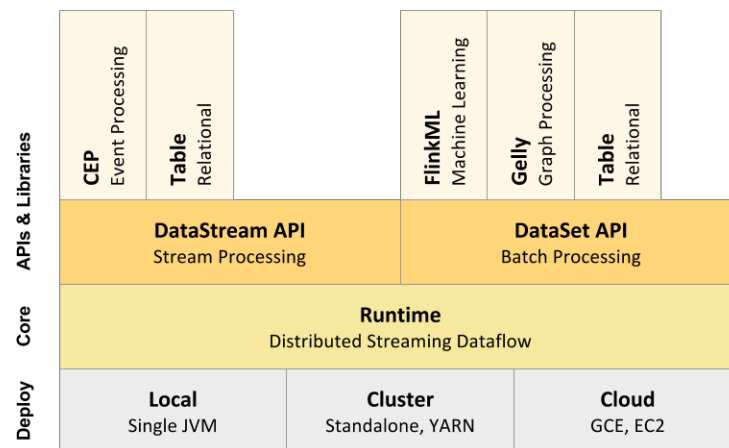 CEP
Event Processing
Table
Relational
FlinkML
Machine Learning
Gelly
Graph Processing
Table
Relational
APIs & Libraries
DataStream API
Stream Processing
DataSet API
Batch Processing
Core
Runtime
Distributed Streaming Dataflow
Deploy
Local
Single JVM
Cluster
Standalone, YARN
Cloud
GCE, EC2